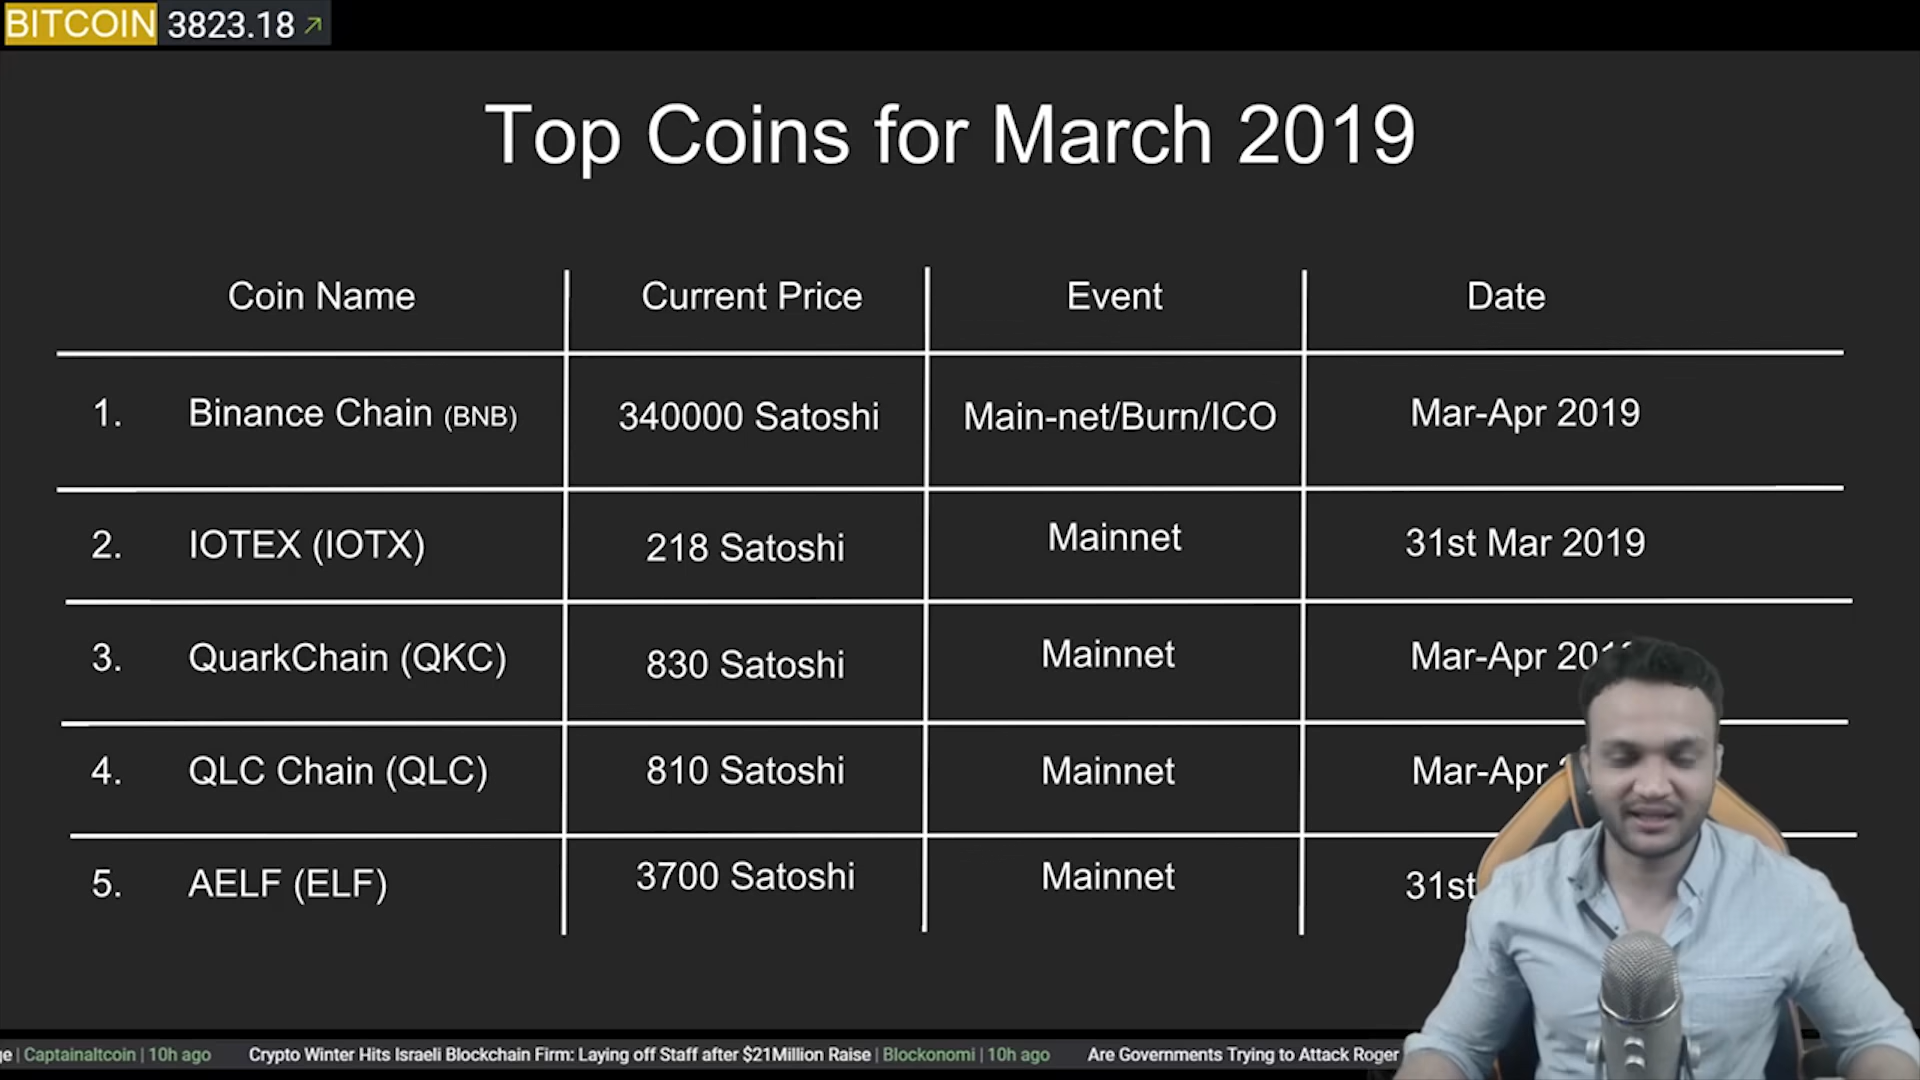 BITCOIN 3823.18
Top Coins for March 2019
Coin Name Current Price Event Date
1. Binance Chain (BNB) 340000 Satoshi Main-net/Burn/ICO Mar-Apr 2019
2. IOTEX (IOTX) 218 Satoshi Mainnet 31st Mar 2019
3. QuarkChain (QKC) 830 Satoshi Mainnet Mar-Apr
4. QLC Chain (QLC) 810 Satoshi Mainnet Mar-Apr
5. AELF (ELF) 3700 Satoshi Mainnet 31st
| Captainaltcoin | 10h ago Crypto Winter Hits Israeli Blockchain Firm: Laying off Staff after $21Million Raise | Blockonomi | 10h ago Are Governments Trying to Attack Roger